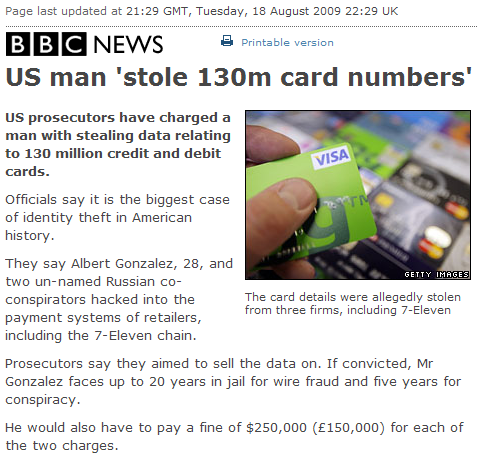 Page last updated at 21:29 GMT, Tuesday, 18 August 2009 22:29 UK
BBC NEWS
Printable version
US man 'stole 130m card numbers'
US prosecutors have charged a
man with stealing data relating
to 130 million credit and debit
cards.
Officials say it is the biggest case
of identity theft in American
history.
They say Albert Gonzalez, 28, and
two un-named Russian co-
conspirators hacked into the
payment systems of retailers,
including the 7-Eleven chain.
VISA
GETTY IMAGES
The card details were allegedly stolen
from three firms, including 7-Eleven
Prosecutors say they aimed to sell the data on. If convicted, Mr
Gonzalez faces up to 20 years in jail for wire fraud and five years for
conspiracy.
He would also have to pay a fine of $250,000 (£150,000) for each of
the two charges.